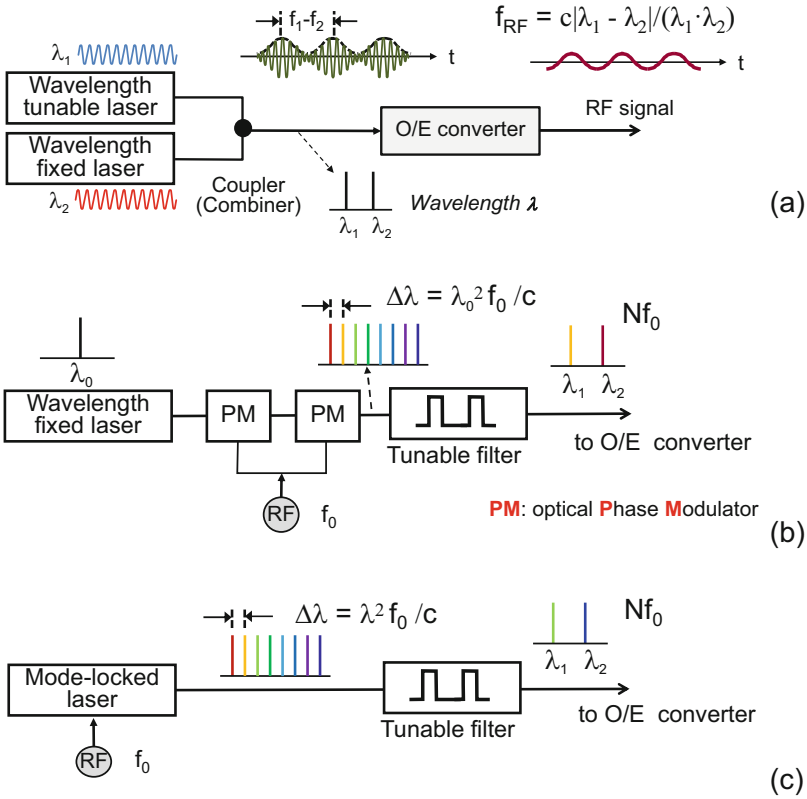 f₁-f₂
f_RF = c|λ₁ - λ₂|/(λ₁·λ₂)
λ₁
t
t
Wavelength
tunable laser
RF signal
O/E converter
Wavelength
fixed laser
λ₂
Coupler
(Combiner)
λ₁ λ₂
Wavelength λ
(a)
Δλ = λ₀² f₀ /c
Nf₀
λ₀
λ₁ λ₂
Wavelength
fixed laser
PM
PM
Tunable filter
to O/E converter
RF
f₀
PM: optical Phase Modulator
(b)
Δλ = λ² f₀ /c
Nf₀
λ₁ λ₂
Mode-locked
laser
Tunable filter
to O/E converter
RF
f₀
(c)